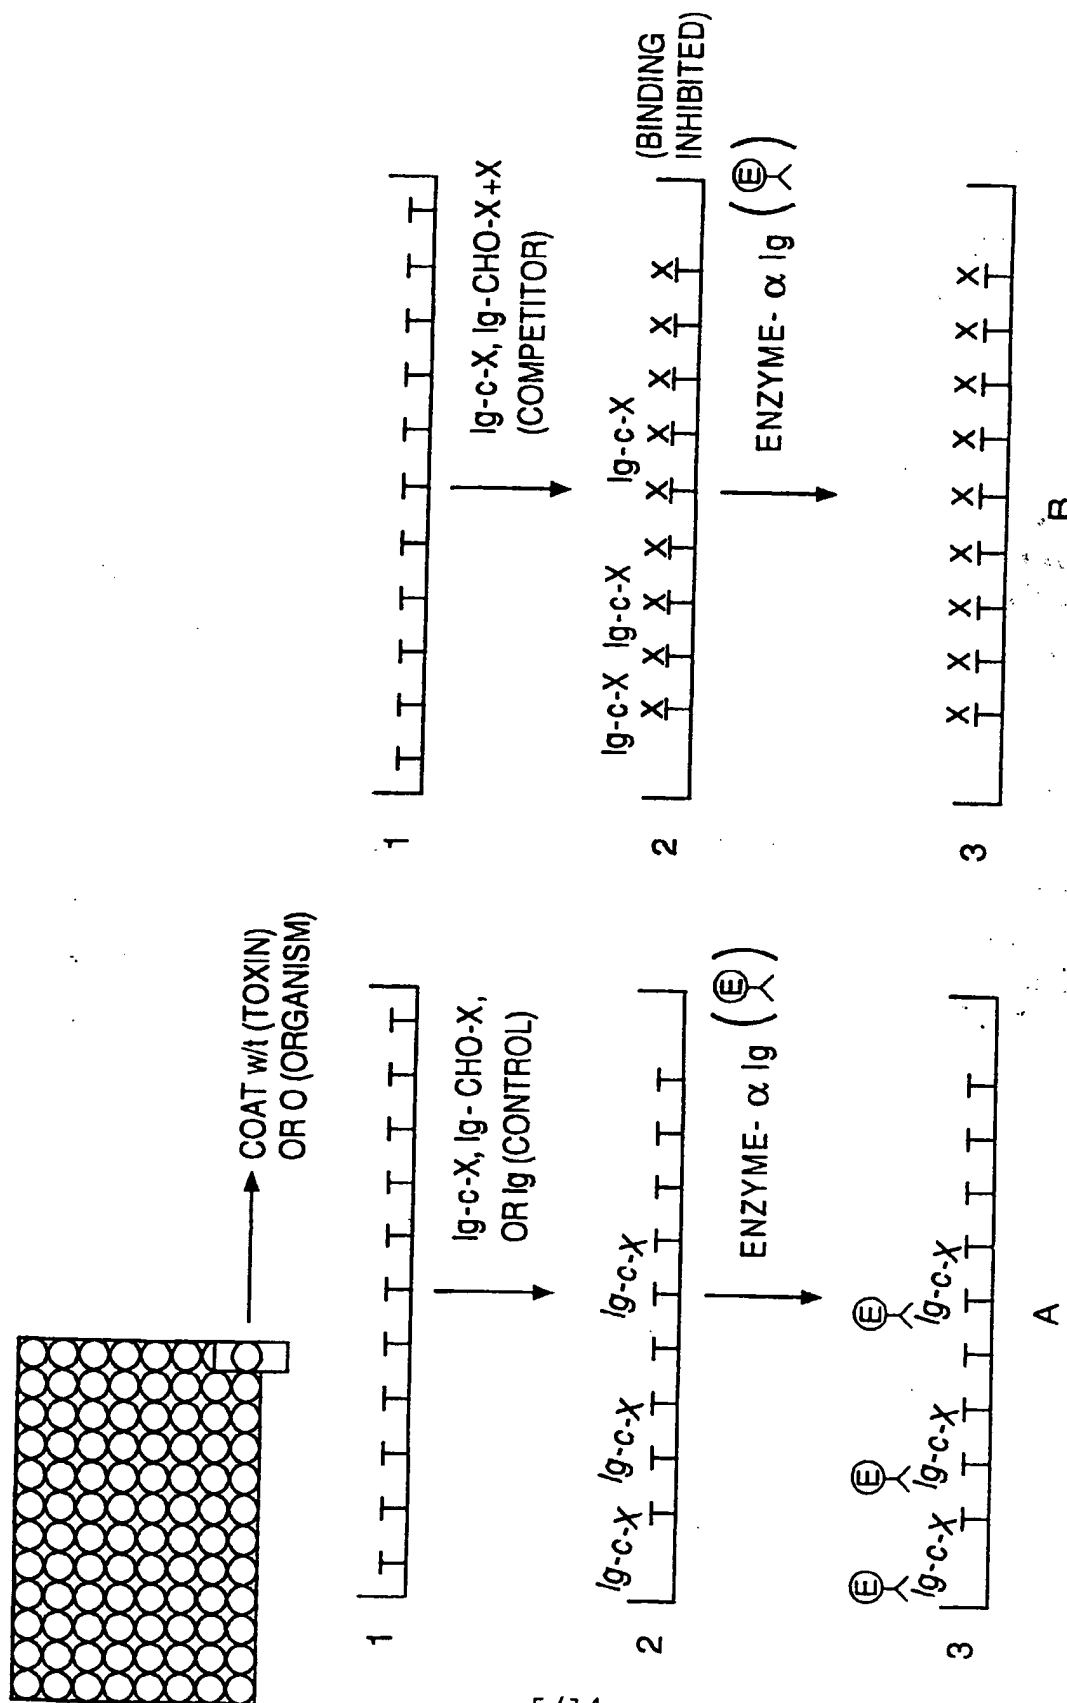 COAT w/t (TOXIN)
OR O (ORGANISM)
1
T T T T T T T T T T T
Ig-c-X, Ig-CHO-X,
OR Ig (CONTROL)
2
Ig-c-X Ig-c-X Ig-c-X
T T T T T T T T T
ENZYME-α Ig (E)
3
E E E
Ig-c-X Ig-c-X Ig-c-X
T T T T T T T T T
A
1
T T T T T T T T T T T
Ig-c-X, Ig-CHO-X+X
(COMPETITOR)
2
Ig-c-X Ig-c-X Ig-c-X
X X X X X X X X X
T T T T T T T T T
(BINDING
INHIBITED)
ENZYME-α Ig (E)
3
X X X X X X X X X
T T T T T T T T T